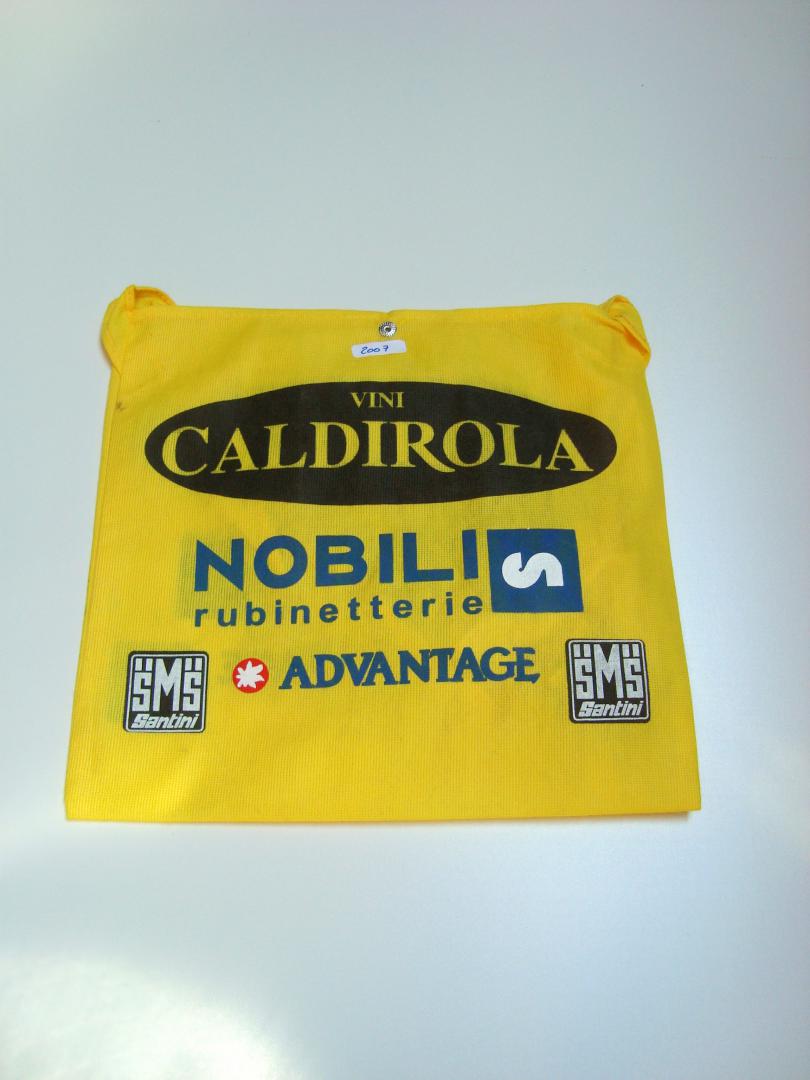 2007
VINI
CALDIROLA
NOBILI
rubinetterie
ADVANTAGE
SMS
Santini
SMS
Santini